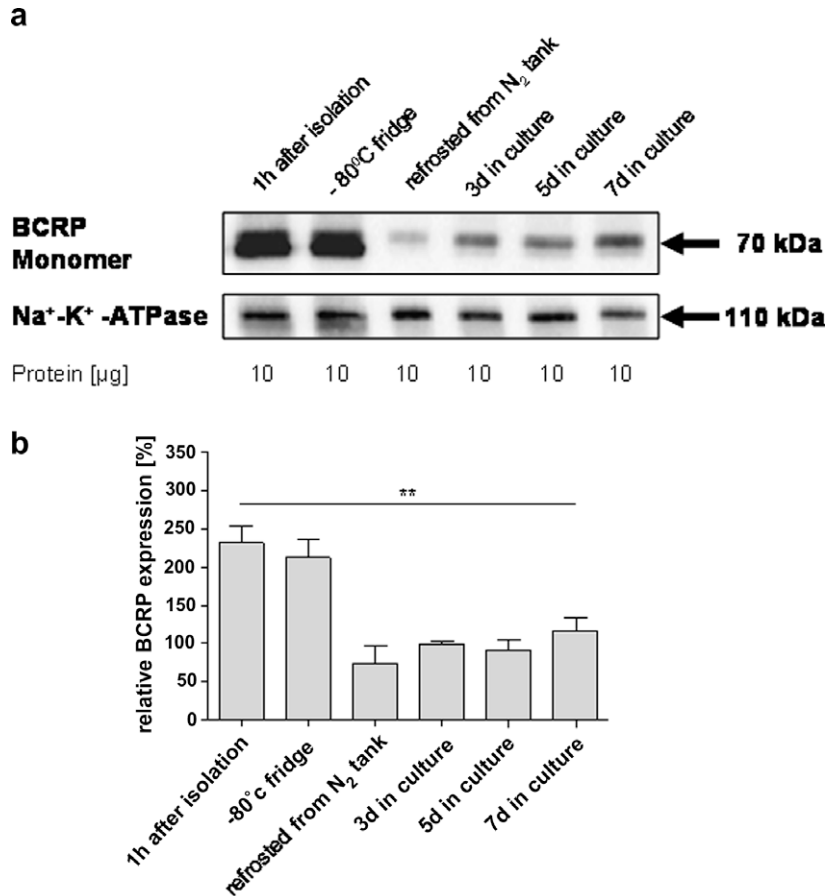 a
1h after isolation
- 80°C fridge
refrosted from N₂ tank
3d in culture
5d in culture
7d in culture
BCRP
Monomer
70 kDa
Na⁺-K⁺ -ATPase
110 kDa
Protein [µg] 10 10 10 10 10 10
b
relative BCRP expression [%]
350
300
250
200
150
100
50
0
**
1h after isolation
-80°c fridge
refrosted from N₂ tank
3d in culture
5d in culture
7d in culture